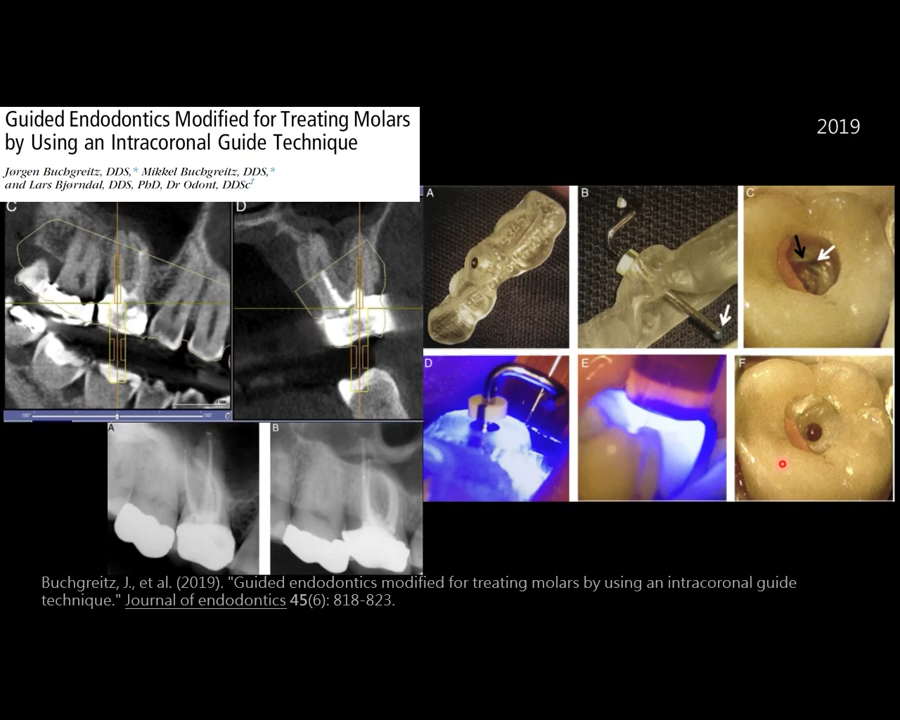 Guided Endodontics Modified for Treating Molars
by Using an Intracoronal Guide Technique
Jørgen Buchgreitz, DDS,* Mikkel Buchgreitz, DDS,*
and Lars Bjørndal, DDS, PhD, Dr Odont, DDSc†
2019
C
D
A
B
C
D
E
F
A
B
Buchgreitz, J., et al. (2019). "Guided endodontics modified for treating molars by using an intracoronal guide
technique." Journal of endodontics 45(6): 818-823.